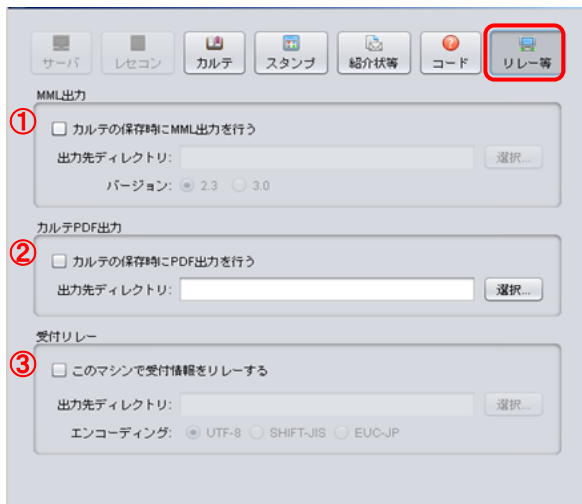 サーバ レセコン カルテ スタンプ 紹介状等 コード リレー等
MML出力
① カルテの保存時にMML出力を行う
出力先ディレクトリ: 選択...
バージョン: 2.3 3.0
カルテPDF出力
② カルテの保存時にPDF出力を行う
出力先ディレクトリ: 選択...
受付リレー
③ このマシンで受付情報をリレーする
出力先ディレクトリ: 選択...
エンコーディング: UTF-8 SHIFT-JIS EUC-JP